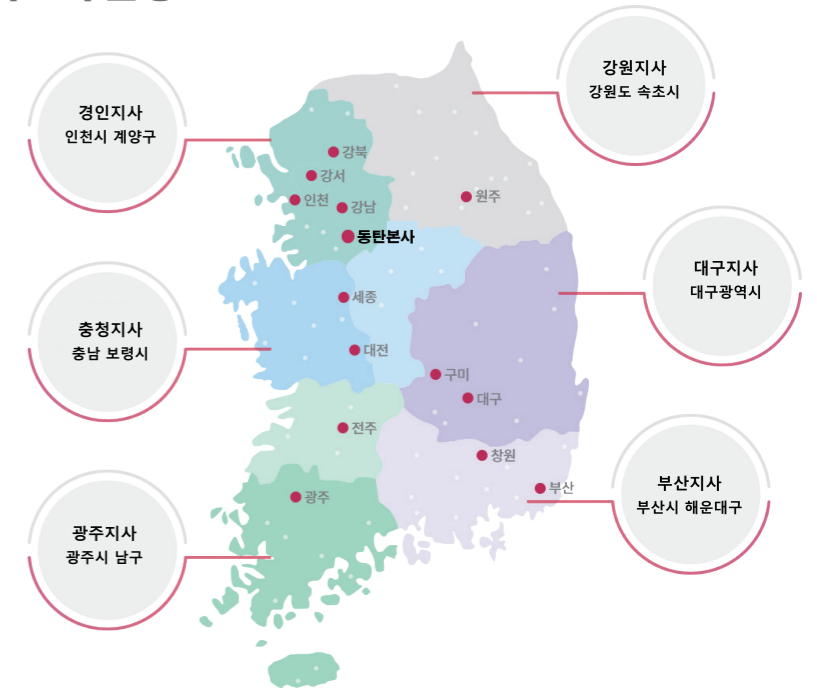 강원지사
강원도 속초시
경인지사
인천시 계양구
강북
강서
인천
강남
원주
동탄본사
대구지사
대구광역시
세종
충청지사
충남 보령시
대전
구미
대구
전주
창원
부산지사
부산시 해운대구
부산
광주
광주지사
광주시 남구